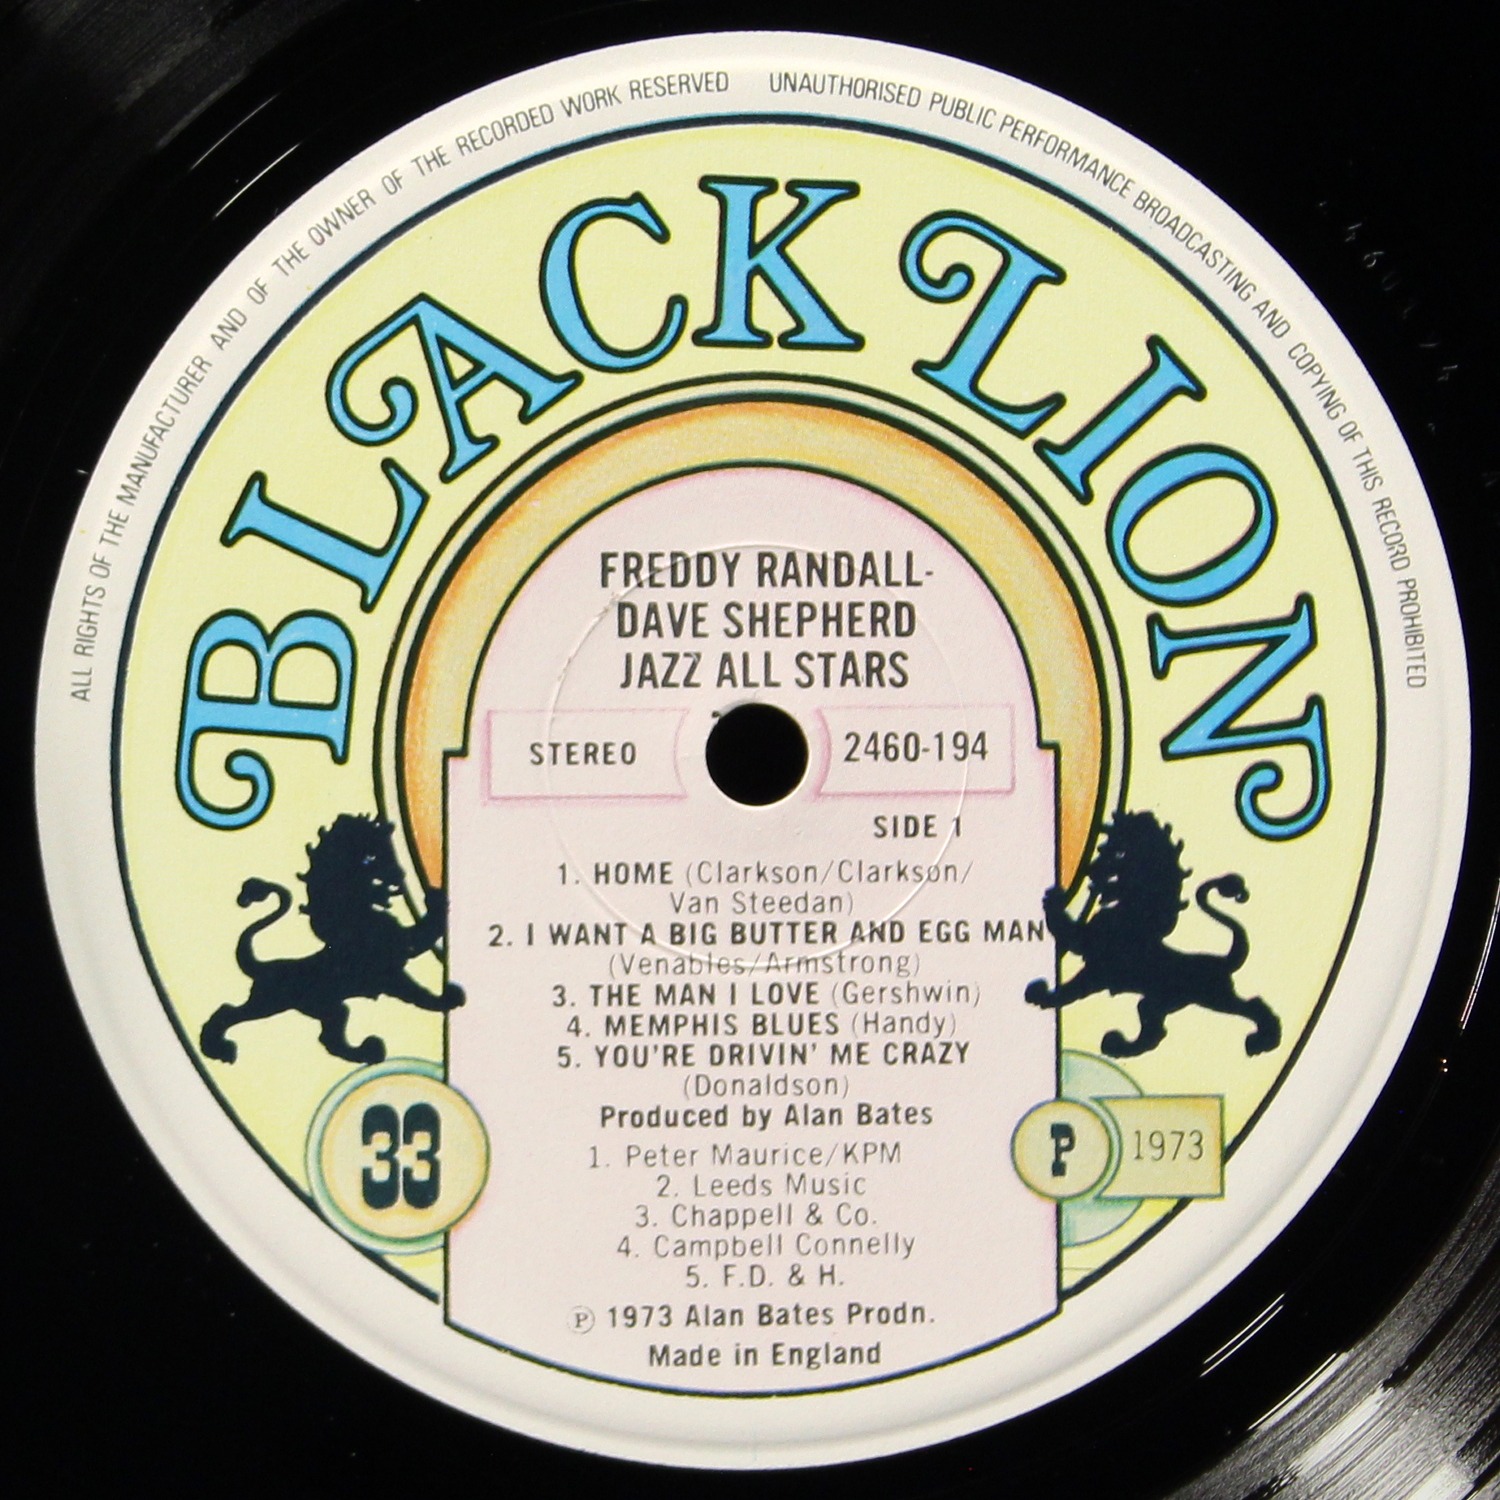 ALL RIGHTS OF THE MANUFACTURER AND OF THE OWNER OF THE RECORDED WORK RESERVED UNAUTHORISED PUBLIC PERFORMANCE BROADCASTING AND COPYING OF THIS RECORD PROHIBITED
BLACK LION
FREDDY RANDALL-
DAVE SHEPHERD
JAZZ ALL STARS
STEREO 2460-194
SIDE 1
1. HOME (Clarkson/Clarkson/
Van Steedan)
2. I WANT A BIG BUTTER AND EGG MAN
(Venables/Armstrong)
3. THE MAN I LOVE (Gershwin)
4. MEMPHIS BLUES (Handy)
5. YOU'RE DRIVIN' ME CRAZY
(Donaldson)
Produced by Alan Bates
33
P 1973
1. Peter Maurice/KPM
2. Leeds Music
3. Chappell & Co.
4. Campbell Connelly
5. F.D. & H.
℗ 1973 Alan Bates Prodn.
Made in England